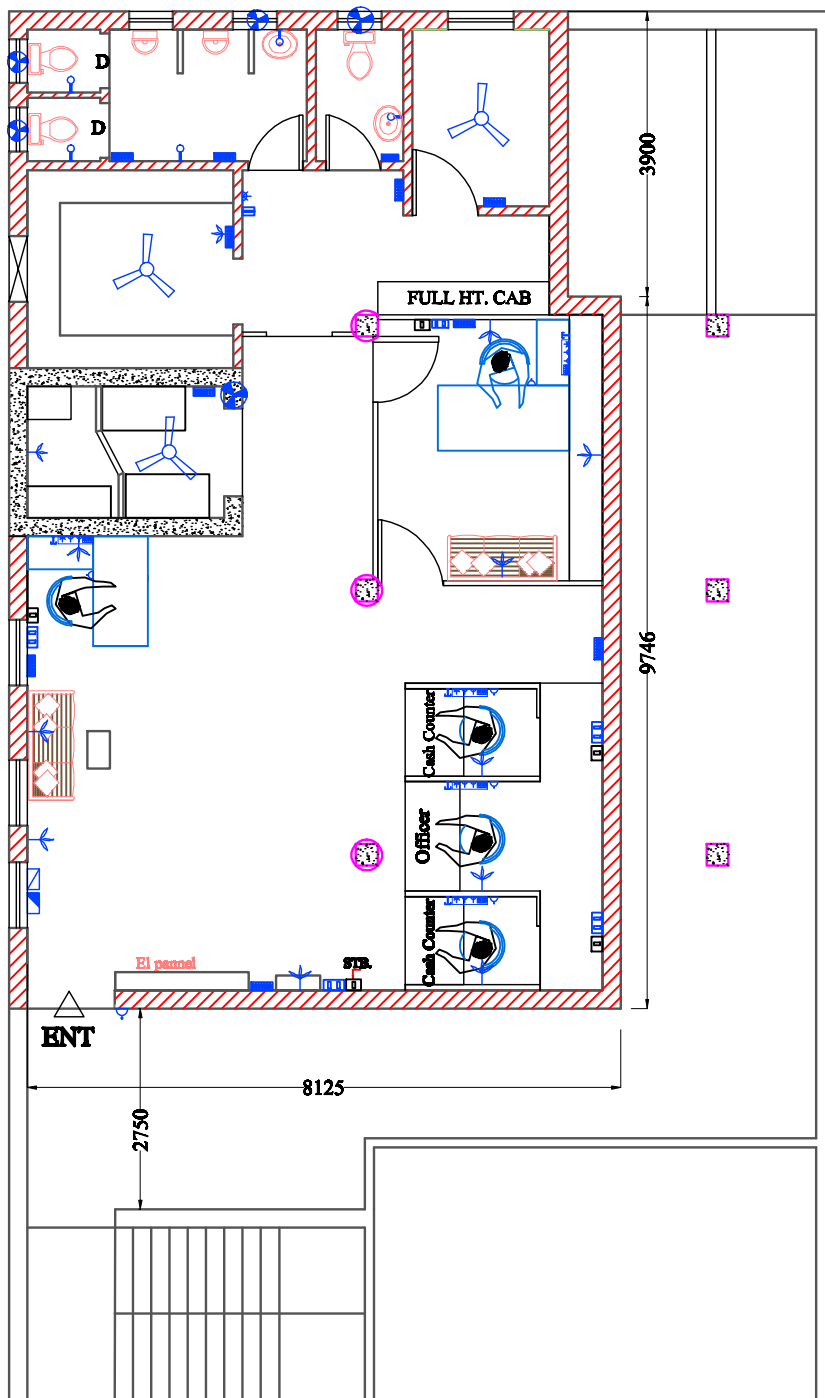 D
D
3900
FULL HT. CAB
9746
Cash Counter
Officer
Cash Counter
El pannel
STB.
ENT
8125
2750